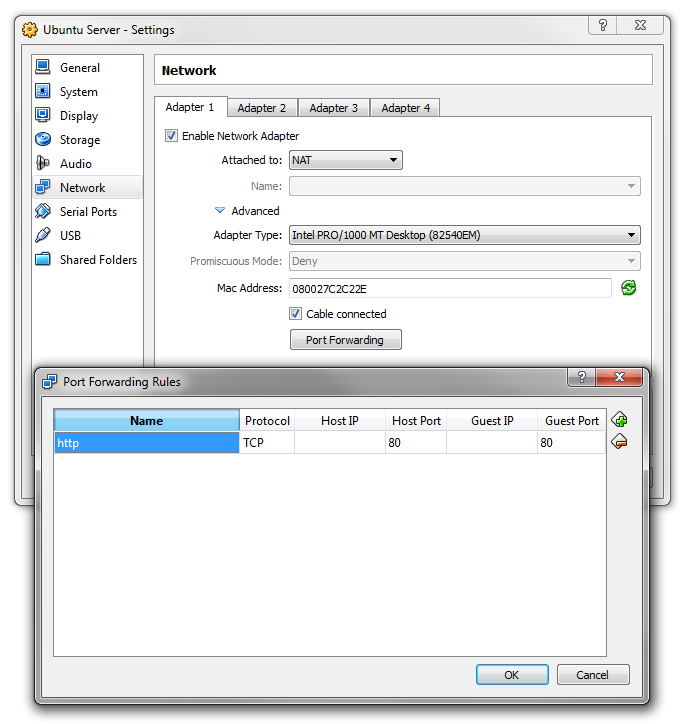 Ubuntu Server - Settings
?
General
System
Display
Storage
Audio
Network
Serial Ports
USB
Shared Folders
Network
Adapter 1 Adapter 2 Adapter 3 Adapter 4
Enable Network Adapter
Attached to: NAT
Name:
Advanced
Adapter Type: Intel PRO/1000 MT Desktop (82540EM)
Promiscuous Mode: Deny
Mac Address: 080027C2C22E
Cable connected
Port Forwarding
Port Forwarding Rules
?
Name Protocol Host IP Host Port Guest IP Guest Port
http TCP 80 80
OK Cancel